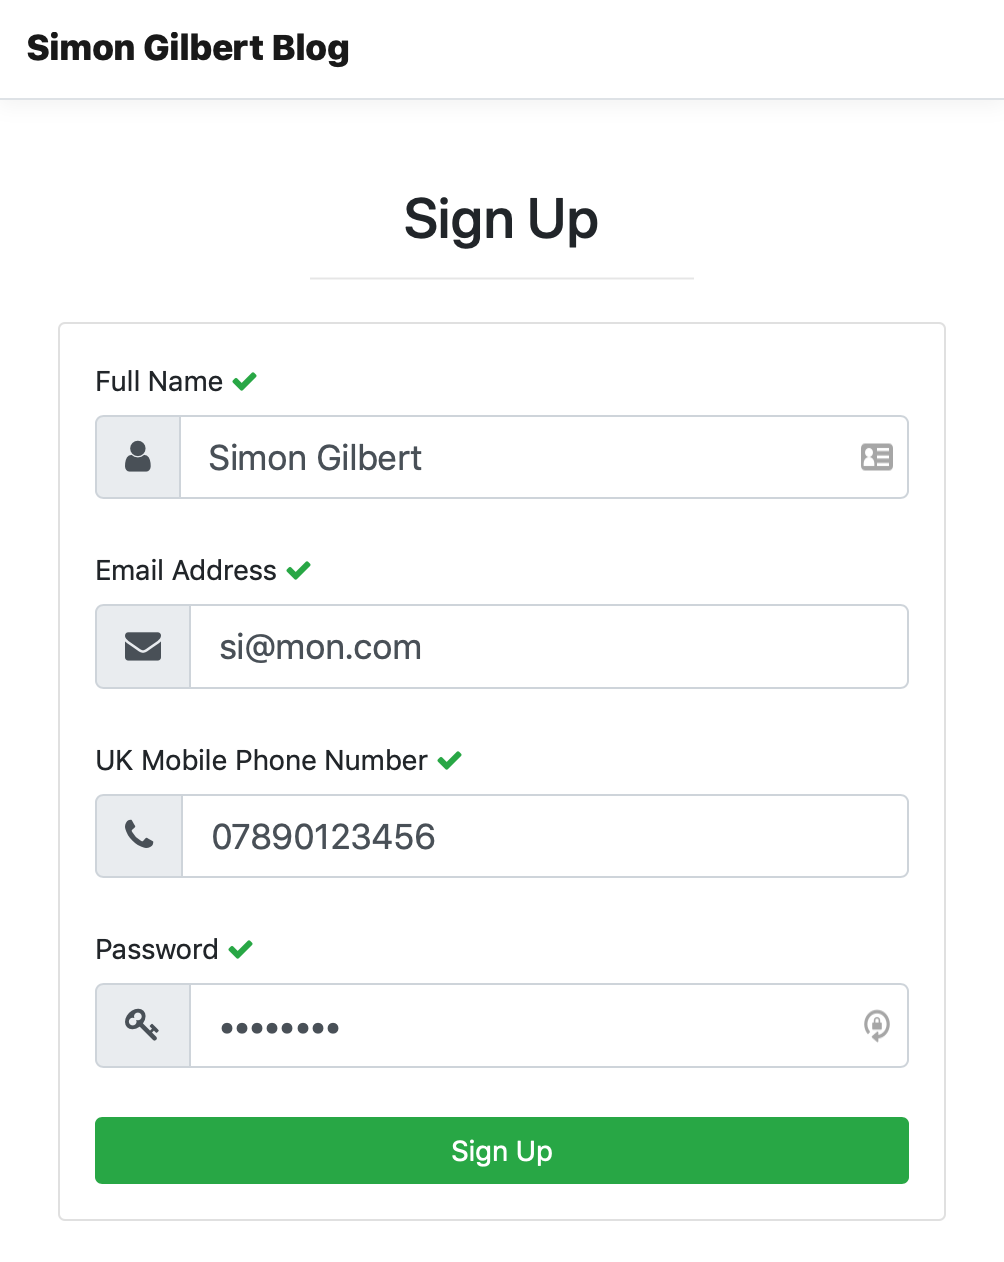 Simon Gilbert Blog
Sign Up
Full Name
Simon Gilbert
Email Address
si@mon.com
UK Mobile Phone Number
07890123456
Password
••••••••
Sign Up